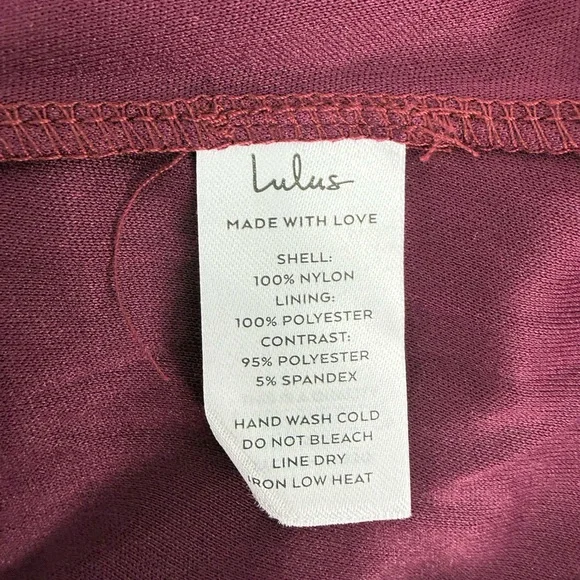 Lulus
MADE WITH LOVE
SHELL:
100% NYLON
LINING:
100% POLYESTER
CONTRAST:
95% POLYESTER
5% SPANDEX
HAND WASH COLD
DO NOT BLEACH
LINE DRY
IRON LOW HEAT